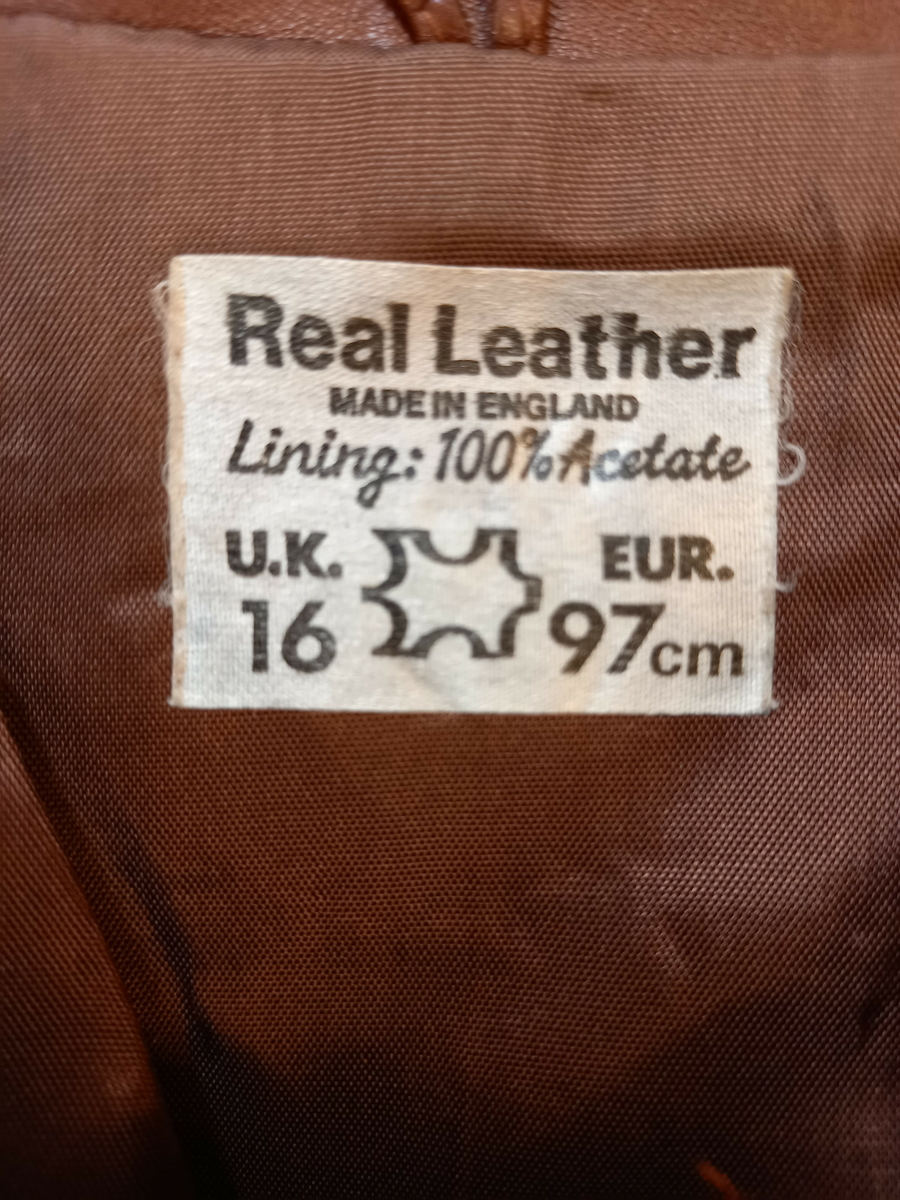 Real Leather
MADE IN ENGLAND
Lining: 100% Acetate
U.K. EUR.
16 97cm